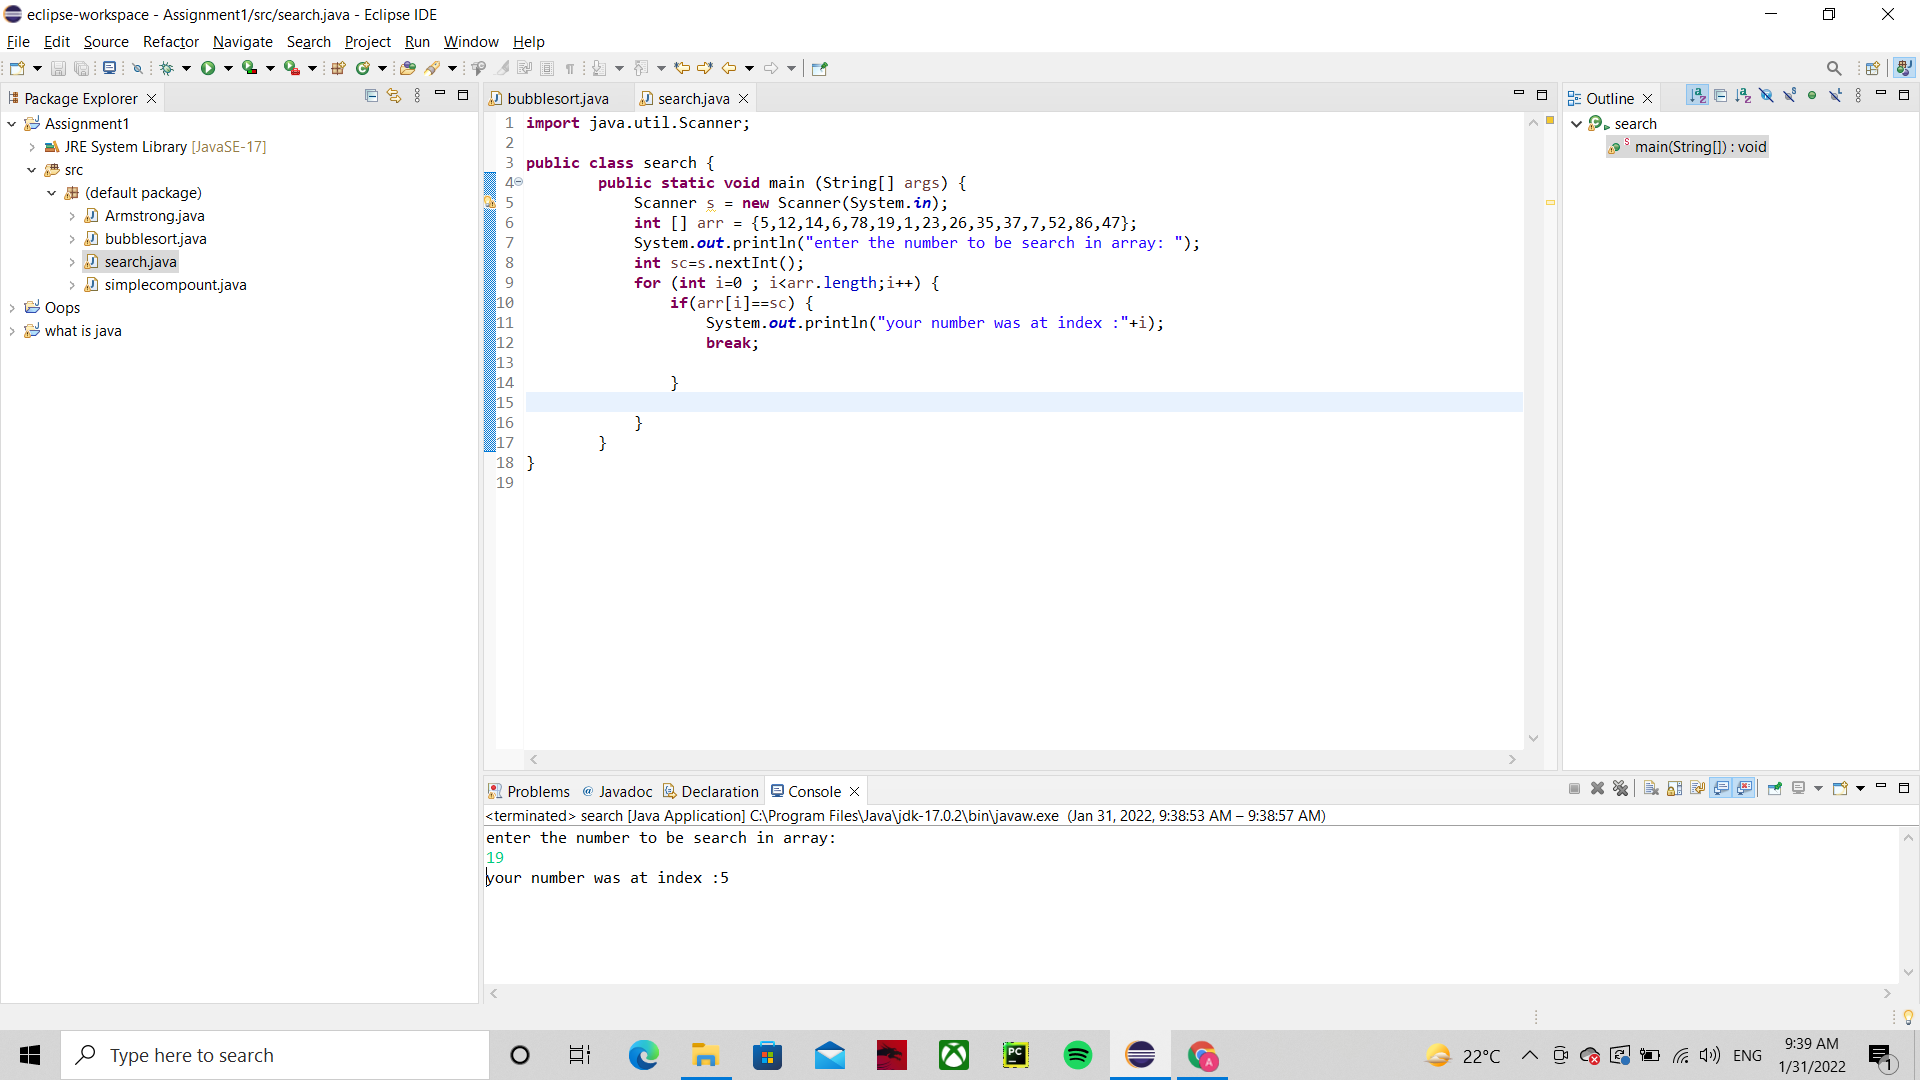 eclipse-workspace - Assignment1/src/search.java - Eclipse IDE
File Edit Source Refactor Navigate Search Project Run Window Help
Package Explorer
Assignment1
JRE System Library [JavaSE-17]
src
(default package)
Armstrong.java
bubblesort.java
search.java
simplecompount.java
Oops
what is java
bubblesort.java search.java
1 import java.util.Scanner;
2
3 public class search {
4 public static void main (String[] args) {
5 Scanner s = new Scanner(System.in);
6 int [] arr = {5,12,14,6,78,19,1,23,26,35,37,7,52,86,47};
7 System.out.println("enter the number to be search in array: ");
8 int sc=s.nextInt();
9 for (int i=0 ; i<arr.length;i++) {
10 if(arr[i]==sc) {
11 System.out.println("your number was at index :"+i);
12 break;
13
14 }
15
16 }
17 }
18 }
19
Outline
search
main(String[]) : void
Problems @ Javadoc Declaration Console
<terminated> search [Java Application] C:\Program Files\Java\jdk-17.0.2\bin\javaw.exe (Jan 31, 2022, 9:38:53 AM – 9:38:57 AM)
enter the number to be search in array:
19
your number was at index :5
Type here to search
PC
A
22°C
ENG
9:39 AM
1/31/2022
1